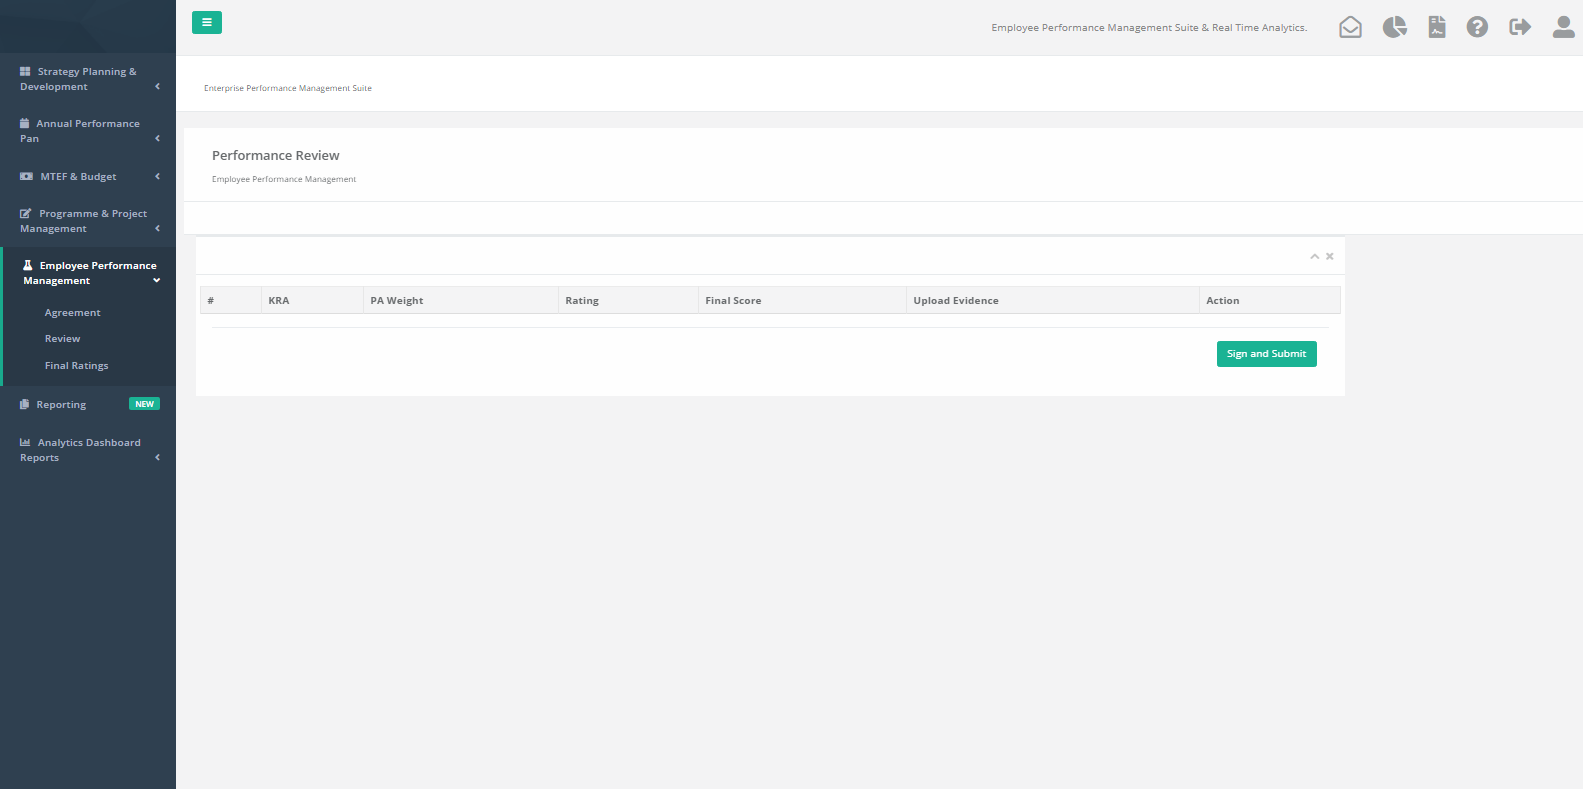 Employee Performance Management Suite & Real Time Analytics.
Strategy Planning &
Development
Annual Performance
Pan
MTEF & Budget
Programme & Project
Management
Employee Performance
Management
Agreement
Review
Final Ratings
Reporting NEW
Analytics Dashboard
Reports
Enterprise Performance Management Suite
Performance Review
Employee Performance Management
# KRA PA Weight Rating Final Score Upload Evidence Action
Sign and Submit